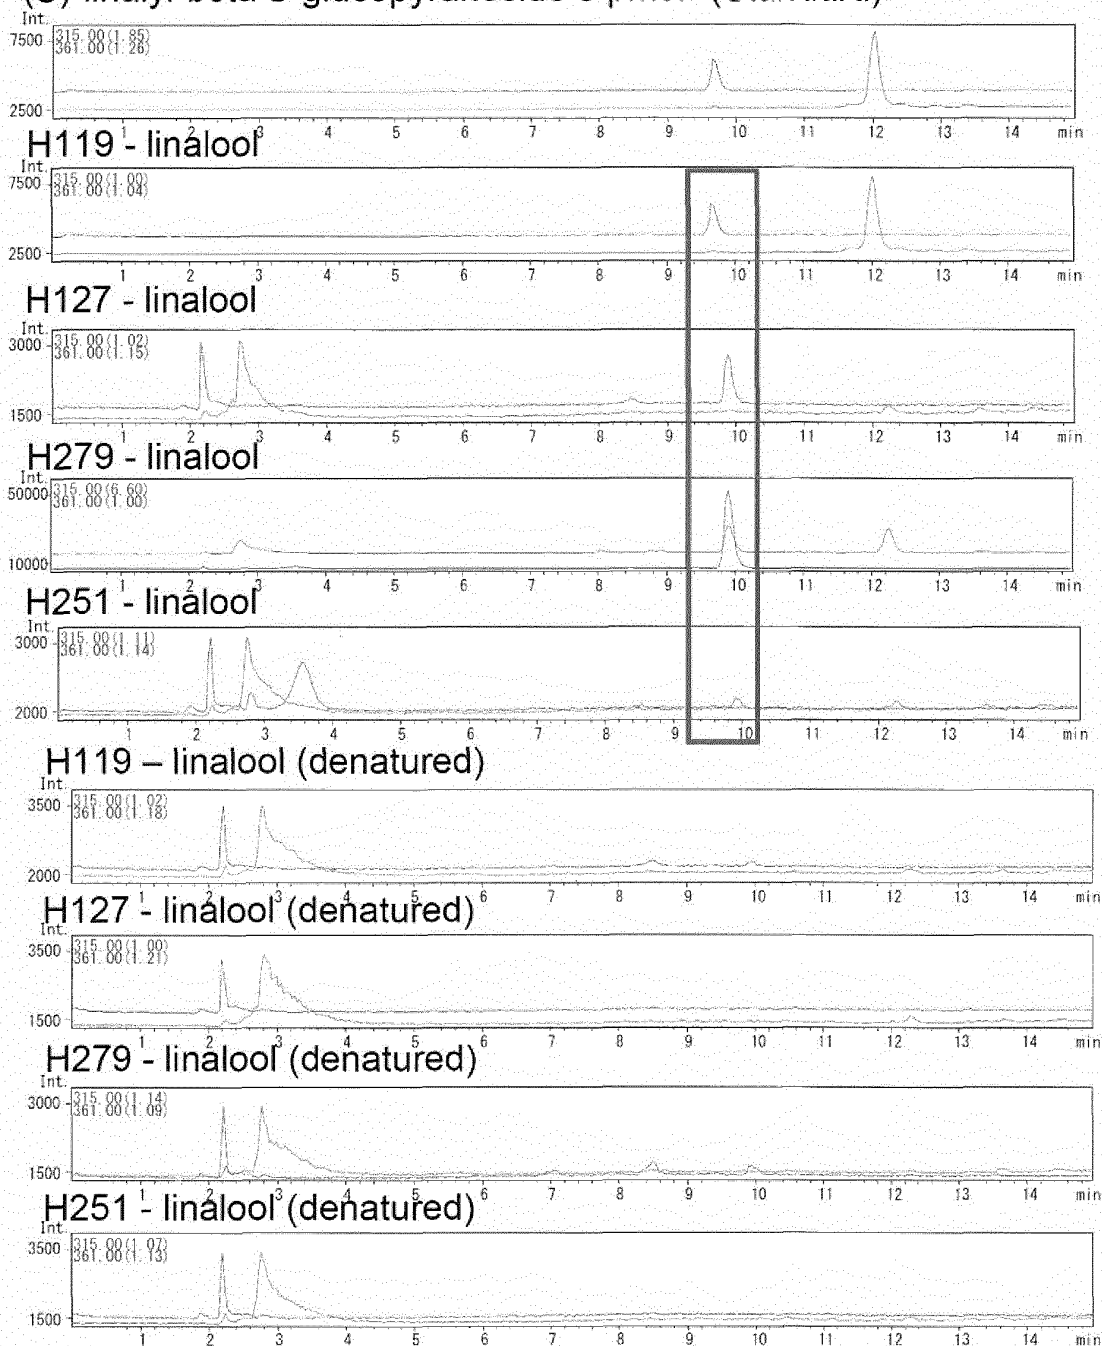 Int.
7500
315.00(1.85)
361.00(1.26)
2500
1 2 3 4 5 6 7 8 9 10 11 12 13 14 min
H119 - linalool
Int.
7500
315.00(1.00)
361.00(1.04)
2500
1 2 3 4 5 6 7 8 9 10 11 12 13 14 min
H127 - linalool
Int.
3000
315.00(1.02)
361.00(1.15)
1500
1 2 3 4 5 6 7 8 9 10 11 12 13 14 min
H279 - linalool
Int.
50000
315.00(6.60)
361.00(1.00)
10000
1 2 3 4 5 6 7 8 9 10 11 12 13 14 min
H251 - linalool
Int.
3000
315.00(1.11)
361.00(1.14)
2000
1 2 3 4 5 6 7 8 9 10 11 12 13 14 min
H119 – linalool (denatured)
Int.
3500
315.00(1.02)
361.00(1.18)
2000
1 2 3 4 5 6 7 8 9 10 11 12 13 14 min
H127 - linalool (denatured)
Int.
3500
315.00(1.00)
361.00(1.21)
1500
1 2 3 4 5 6 7 8 9 10 11 12 13 14 min
H279 - linalool (denatured)
Int.
3000
315.00(1.14)
361.00(1.09)
1500
1 2 3 4 5 6 7 8 9 10 11 12 13 14 min
H251 - linalool (denatured)
Int.
3500
315.00(1.07)
361.00(1.13)
1500
1 2 3 4 5 6 7 8 9 10 11 12 13 14 min